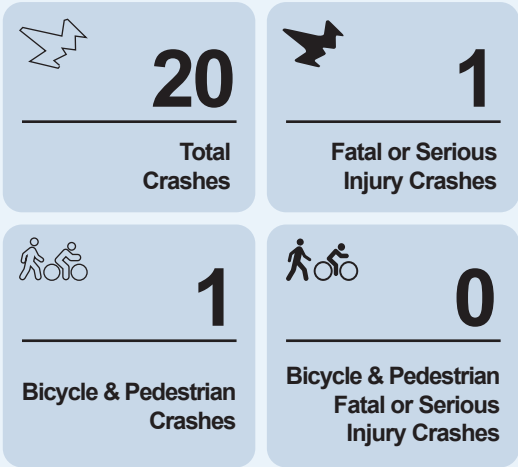 20
Total
Crashes
1
Fatal or Serious
Injury Crashes
1
Bicycle & Pedestrian
Crashes
0
Bicycle & Pedestrian
Fatal or Serious
Injury Crashes